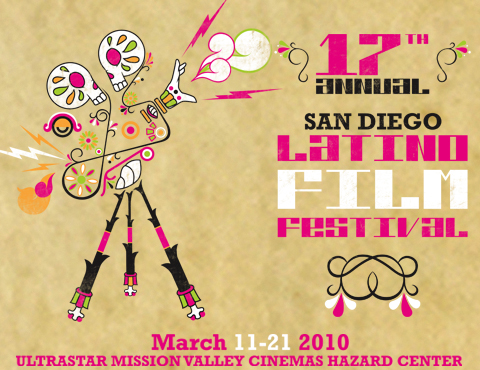 17TH
ANNUAL
SAN DIEGO
LATINO
FILM
FESTIVAL
March 11-21 2010
ULTRASTAR MISSION VALLEY CINEMAS HAZARD CENTER